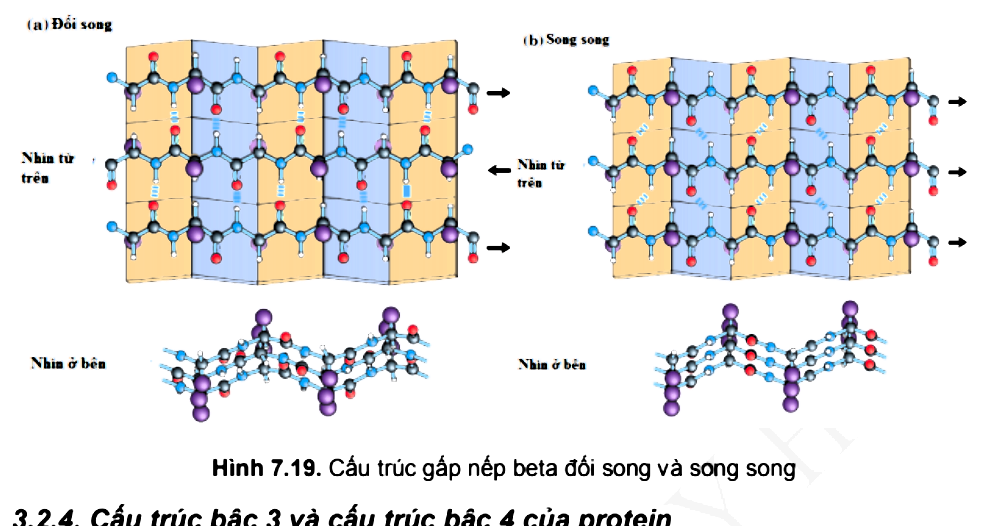 (a) Đối song
(b) Song song
Nhìn từ
trên
Nhìn từ
trên
Nhìn ở bên
Nhìn ở bên
Hình 7.19. Cấu trúc gấp nếp beta đối song và song song
3.2.4. Cấu trúc bậc 3 và cấu trúc bậc 4 của protein